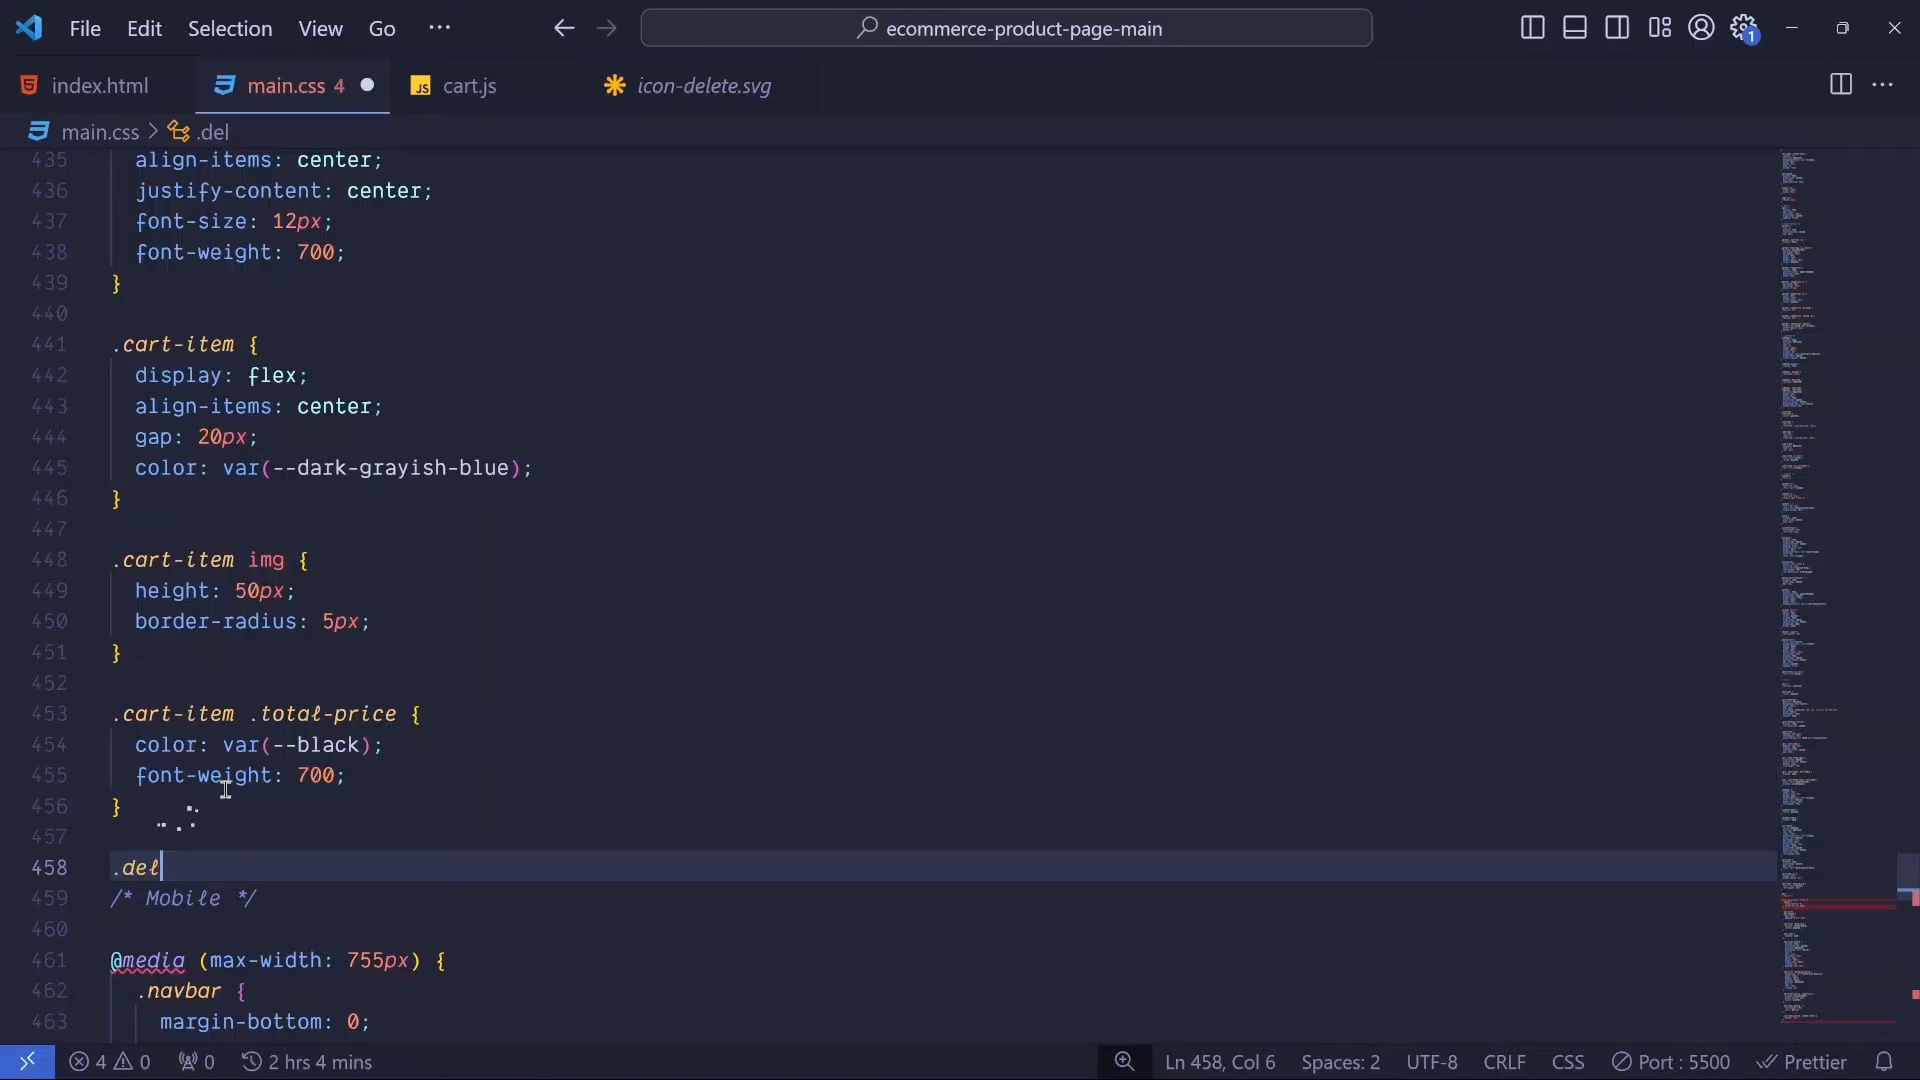 File Edit Selection View Go ··· ecommerce-product-page-main 1
index.html main.css 4 cart.js icon-delete.svg
main.css > .del
435 align-items: center;
436 justify-content: center;
437 font-size: 12px;
438 font-weight: 700;
439 }
440
441 .cart-item {
442 display: flex;
443 align-items: center;
444 gap: 20px;
445 color: var(--dark-grayish-blue);
446 }
447
448 .cart-item img {
449 height: 50px;
450 border-radius: 5px;
451 }
452
453 .cart-item .total-price {
454 color: var(--black);
455 font-weight: 700;
456 }
457
458 .del
459 /* Mobile */
460
461 @media (max-width: 755px) {
462 .navbar {
463 margin-bottom: 0;
4 0 0 2 hrs 4 mins Ln 458, Col 6 Spaces: 2 UTF-8 CRLF CSS Port : 5500 Prettier